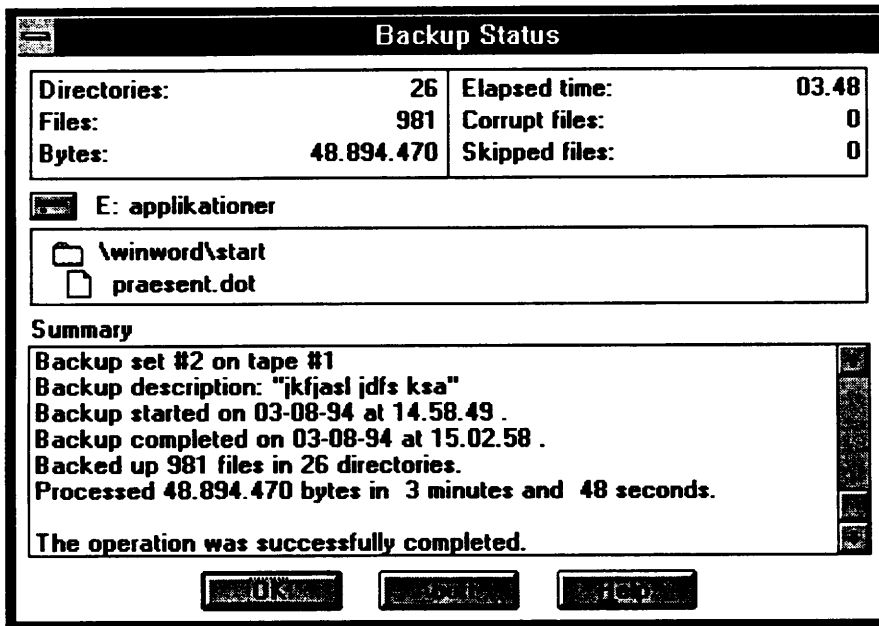 Backup Status
Directories: 26
Files: 981
Bytes: 48.894.470
Elapsed time: 03.48
Corrupt files: 0
Skipped files: 0
E: applikationer
\winword\start
praesent.dot
Summary
Backup set #2 on tape #1
Backup description: "jkfjasl jdfs ksa"
Backup started on 03-08-94 at 14.58.49 .
Backup completed on 03-08-94 at 15.02.58 .
Backed up 981 files in 26 directories.
Processed 48.894.470 bytes in 3 minutes and 48 seconds.
The operation was successfully completed.
OK
Help